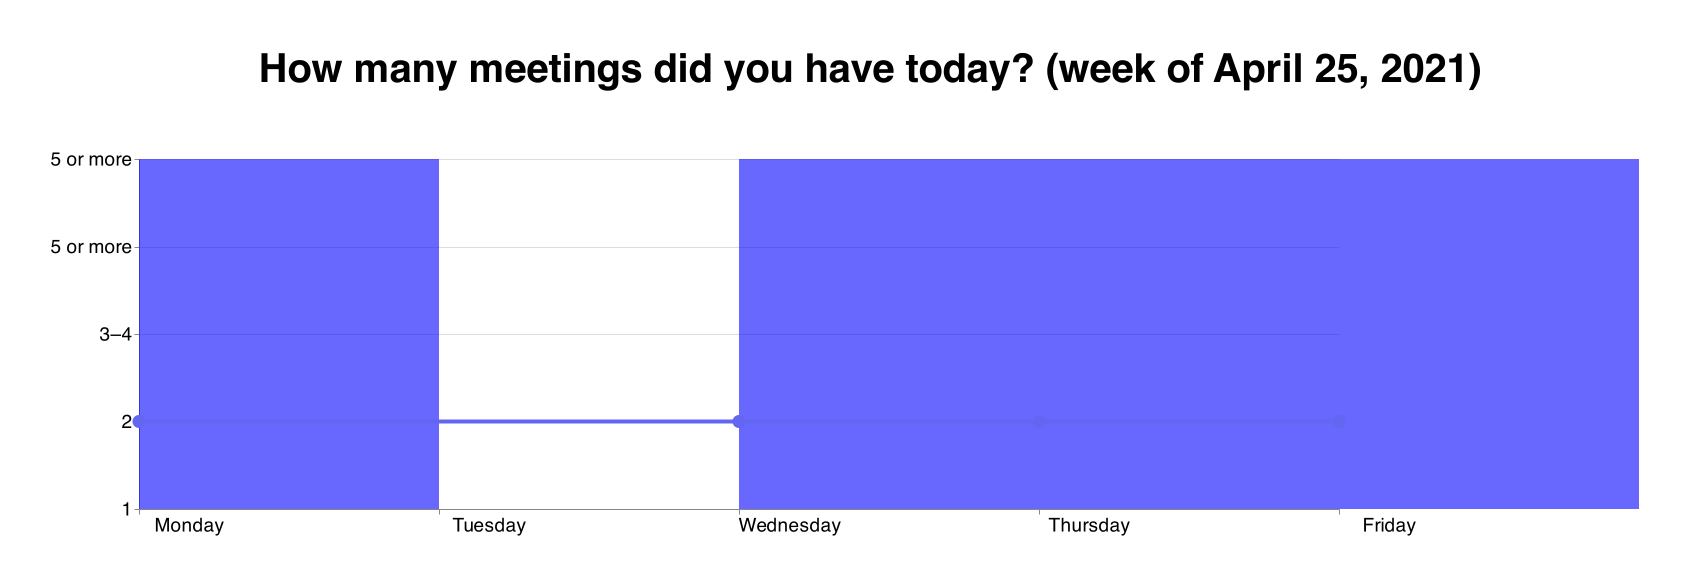 How many meetings did you have today? (week of April 25, 2021)
5 or more
5 or more
3–4
2
1
Monday Tuesday Wednesday Thursday Friday